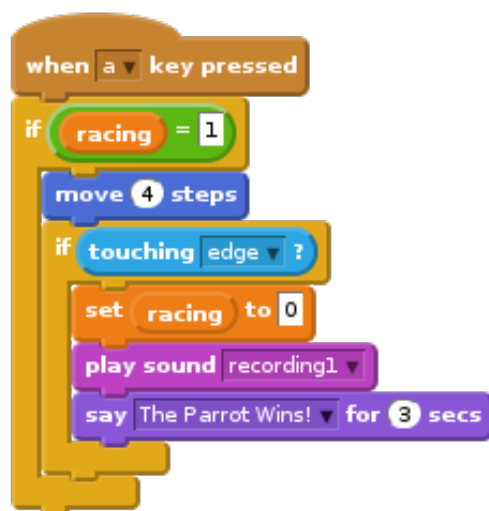 when a key pressed
if racing = 1
move 4 steps
if touching edge ?
set racing to 0
play sound recording1
say The Parrot Wins! for 3 secs